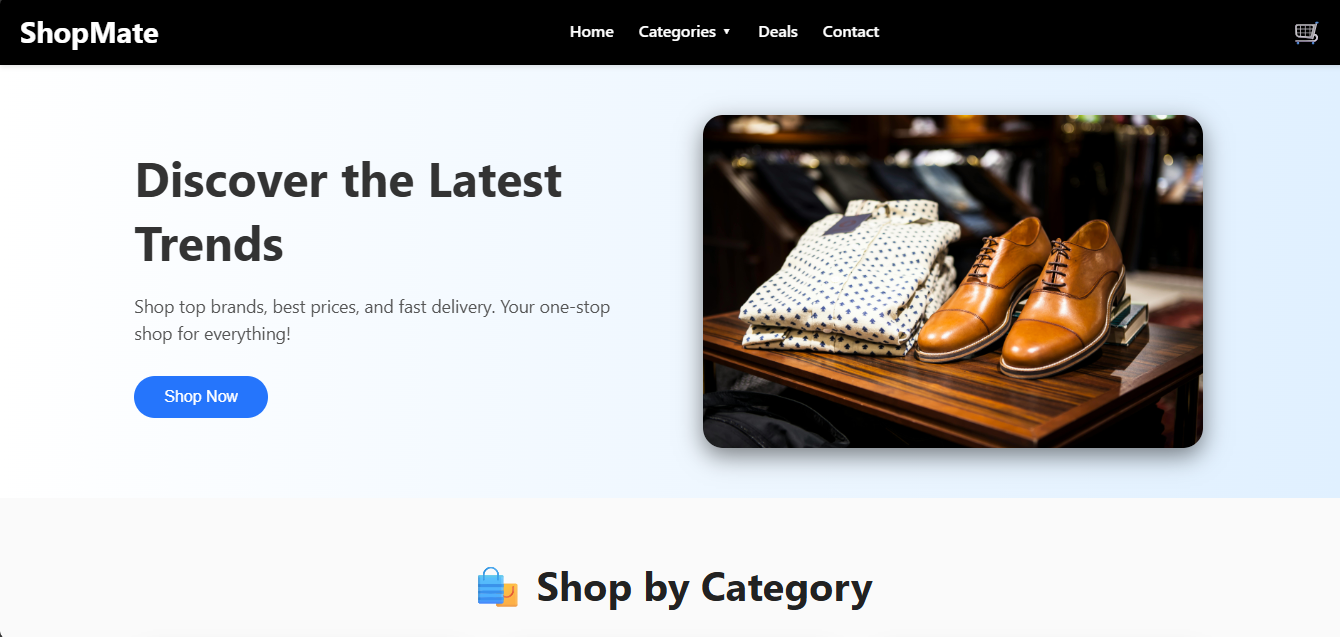 ShopMate
Home Categories ▼ Deals Contact
Discover the Latest
Trends
Shop top brands, best prices, and fast delivery. Your one-stop
shop for everything!
Shop Now
Shop by Category